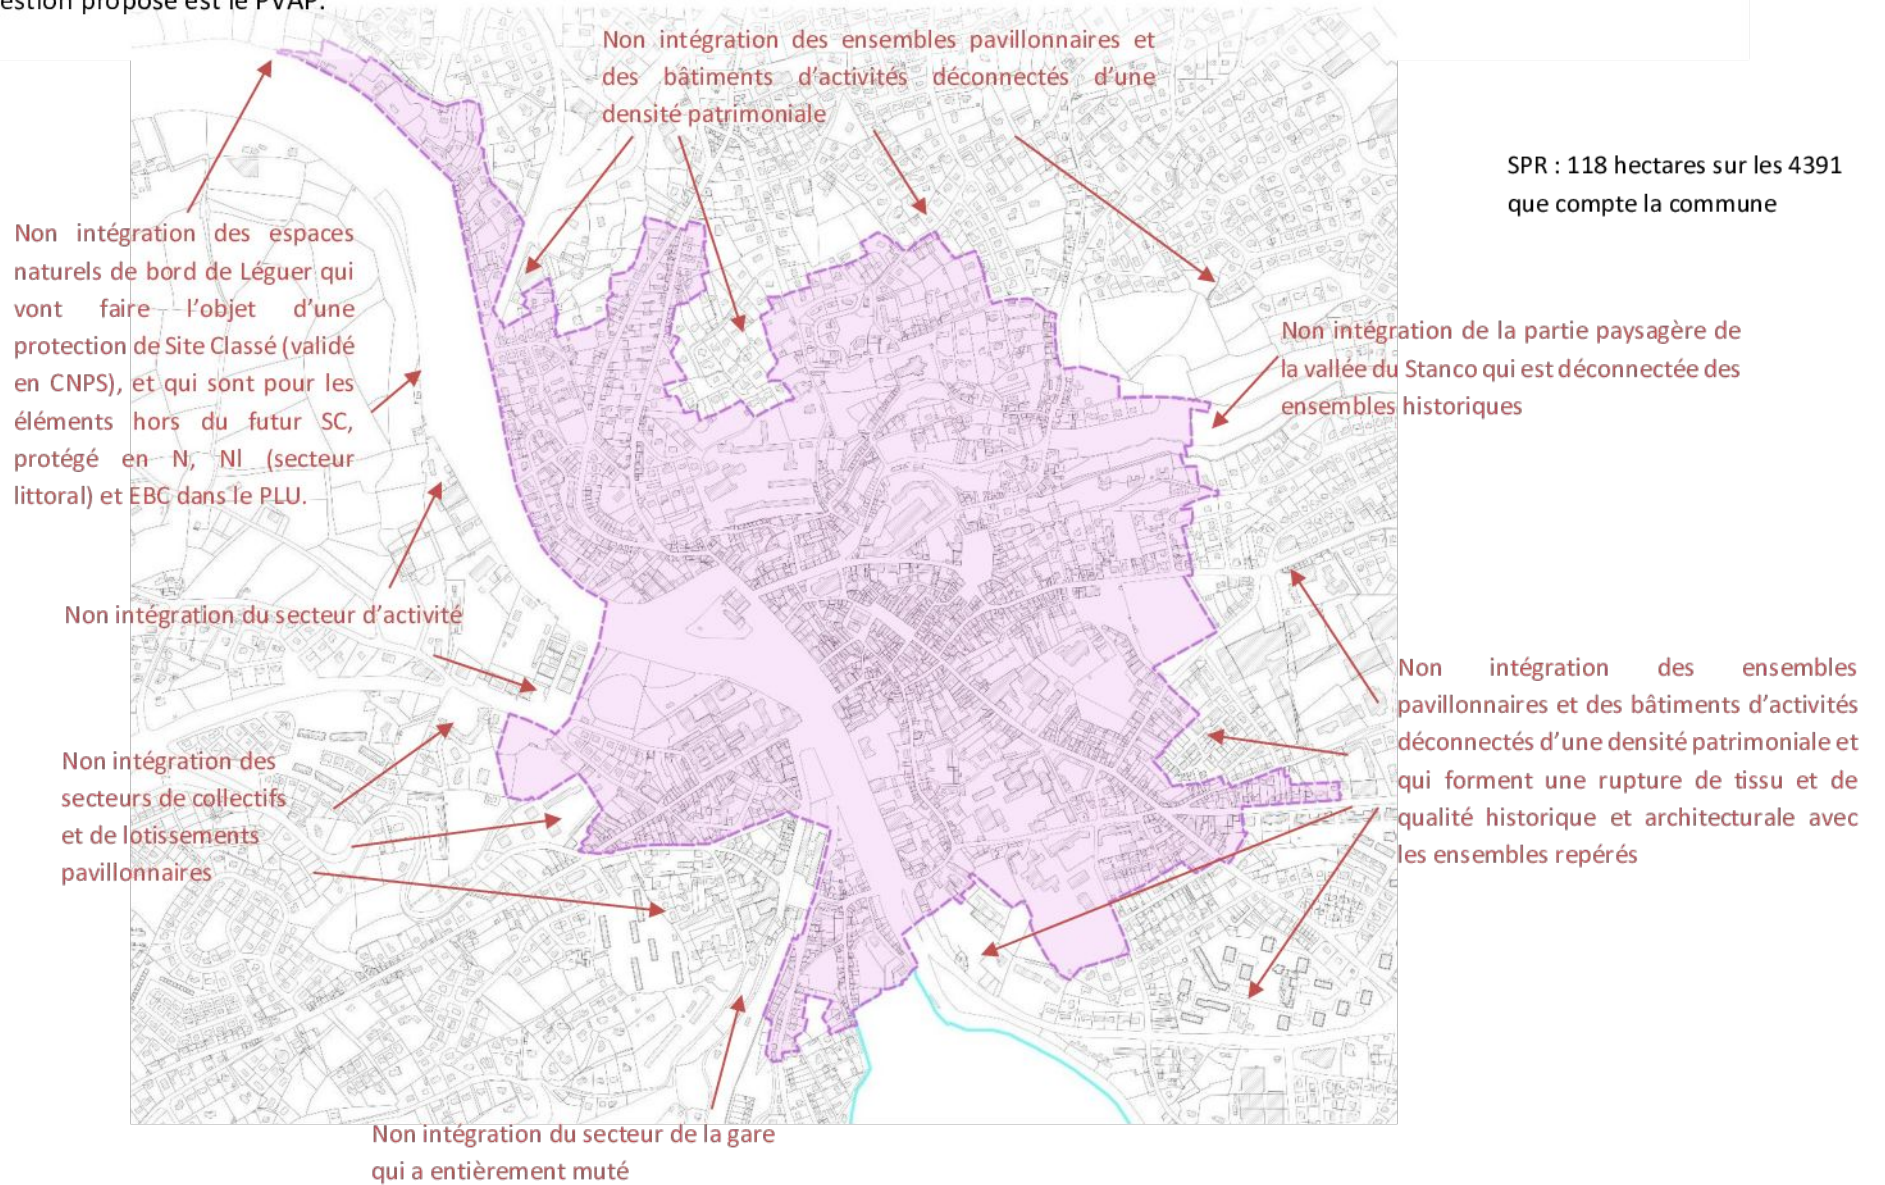 estion proposé est le PVAP.
Non intégration des ensembles pavillonnaires et
des bâtiments d’activités déconnectés d’une
densité patrimoniale
SPR : 118 hectares sur les 4391
que compte la commune
Non intégration des espaces
naturels de bord de Léguer qui
vont faire l’objet d’une
protection de Site Classé (validé
en CNPS), et qui sont pour les
éléments hors du futur SC,
protégé en N, Nl (secteur
littoral) et EBC dans le PLU.
Non intégration de la partie paysagère de
la vallée du Stanco qui est déconnectée des
ensembles historiques
Non intégration du secteur d’activité
Non intégration des ensembles
pavillonnaires et des bâtiments d’activités
déconnectés d’une densité patrimoniale et
qui forment une rupture de tissu et de
qualité historique et architecturale avec
les ensembles repérés
Non intégration des
secteurs de collectifs
et de lotissements
pavillonnaires
Non intégration du secteur de la gare
qui a entièrement muté